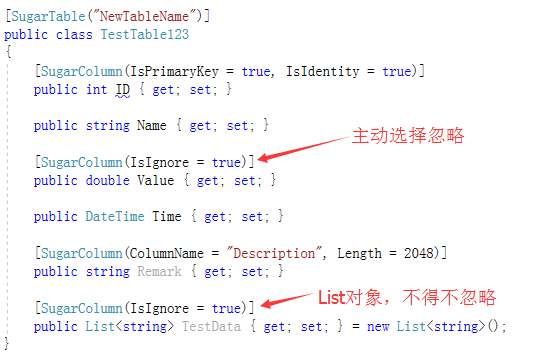 [SugarTable("NewTableName")]
public class TestTable123
{
[SugarColumn(IsPrimaryKey = true, IsIdentity = true)]
public int ID { get; set; }
public string Name { get; set; }
主动选择忽略
[SugarColumn(IsIgnore = true)]
public double Value { get; set; }
public DateTime Time { get; set; }
[SugarColumn(ColumnName = "Description", Length = 2048)]
public string Remark { get; set; }
List对象，不得不忽略
[SugarColumn(IsIgnore = true)]
public List<string> TestData { get; set; } = new List<string>();
}